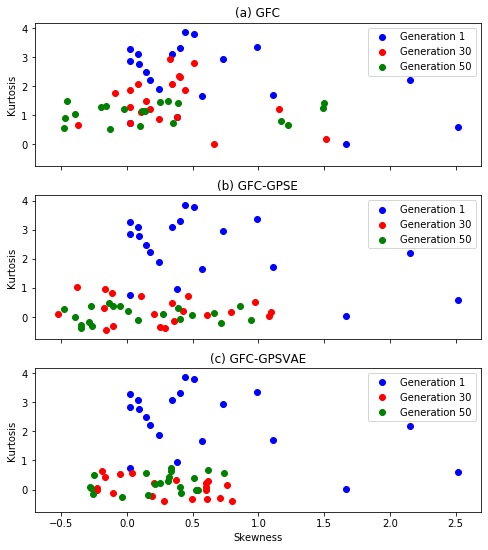 (a) GFC
4
3
2
1
0
Kurtosis
Generation 1
Generation 30
Generation 50
(b) GFC-GPSE
4
3
2
1
0
Kurtosis
Generation 1
Generation 30
Generation 50
(c) GFC-GPSVAE
4
3
2
1
0
Kurtosis
Generation 1
Generation 30
Generation 50
−0.5 0.0 0.5 1.0 1.5 2.0 2.5
Skewness